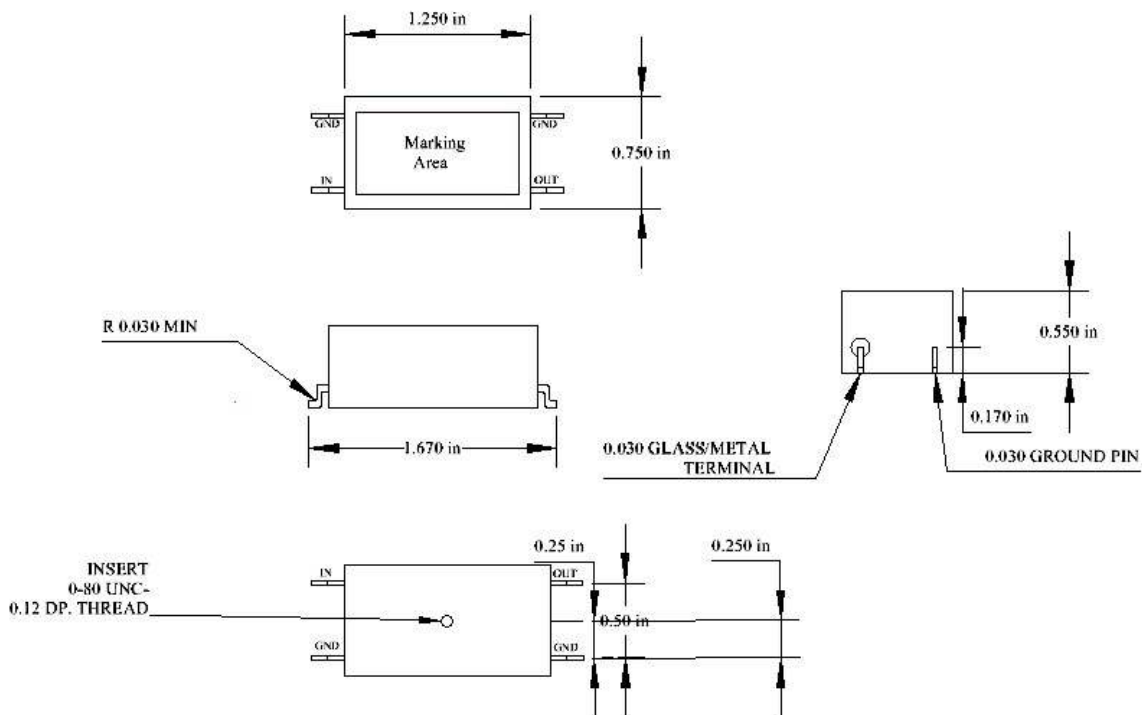 1.250 in
GND
GND
Marking
Area
0.750 in
IN
OUT
R 0.030 MIN
0.550 in
0.170 in
1.670 in
0.030 GLASS/METAL
TERMINAL
0.030 GROUND PIN
0.25 in
0.250 in
INSERT
0-80 UNC-
0.12 DP. THREAD
IN
OUT
0.50 in
GND
GND